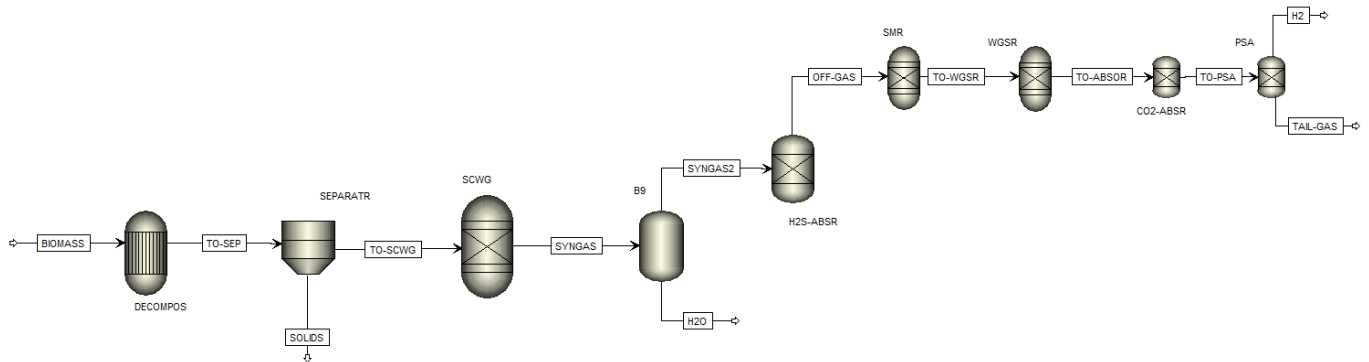 BIOMASS
DECOMPOS
TO-SEP
SEPARATR
SOLIDS
TO-SCWG
SCWG
SYNGAS
B9
H2O
SYNGAS2
H2S-ABSR
OFF-GAS
SMR
TO-WGSR
WGSR
TO-ABSOR
CO2-ABSR
TO-PSA
PSA
H2
TAIL-GAS